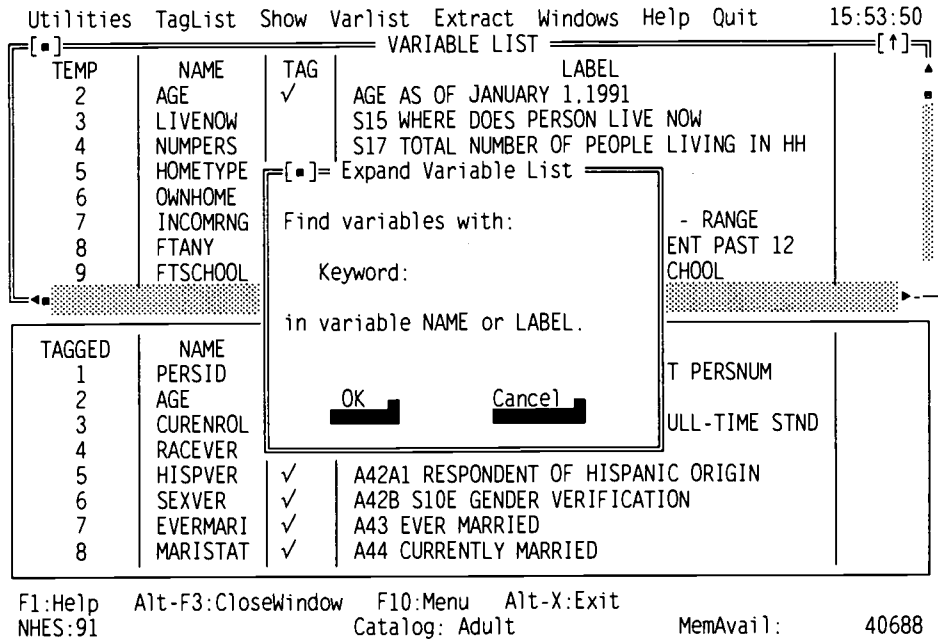 Utilities TagList Show Varlist Extract Windows Help Quit 15:53:50
[■] VARIABLE LIST [↑]
TEMP NAME TAG LABEL
2 AGE √ AGE AS OF JANUARY 1,1991
3 LIVENOW S15 WHERE DOES PERSON LIVE NOW
4 NUMPERS S17 TOTAL NUMBER OF PEOPLE LIVING IN HH
5 HOMETYPE [■]= Expand Variable List
6 OWNHOME
7 INCOMRNG Find variables with: - RANGE
8 FTANY ENT PAST 12
9 FTSCHOOL Keyword: CHOOL
in variable NAME or LABEL.
TAGGED NAME
1 PERSID T PERSNUM
2 AGE OK Cancel
3 CURENROL ULL-TIME STND
4 RACEVER
5 HISPVER √ A42A1 RESPONDENT OF HISPANIC ORIGIN
6 SEXVER √ A42B S10E GENDER VERIFICATION
7 EVERMARI √ A43 EVER MARRIED
8 MARISTAT √ A44 CURRENTLY MARRIED
F1:Help Alt-F3:CloseWindow F10:Menu Alt-X:Exit
NHES:91 Catalog: Adult MemAvail: 40688